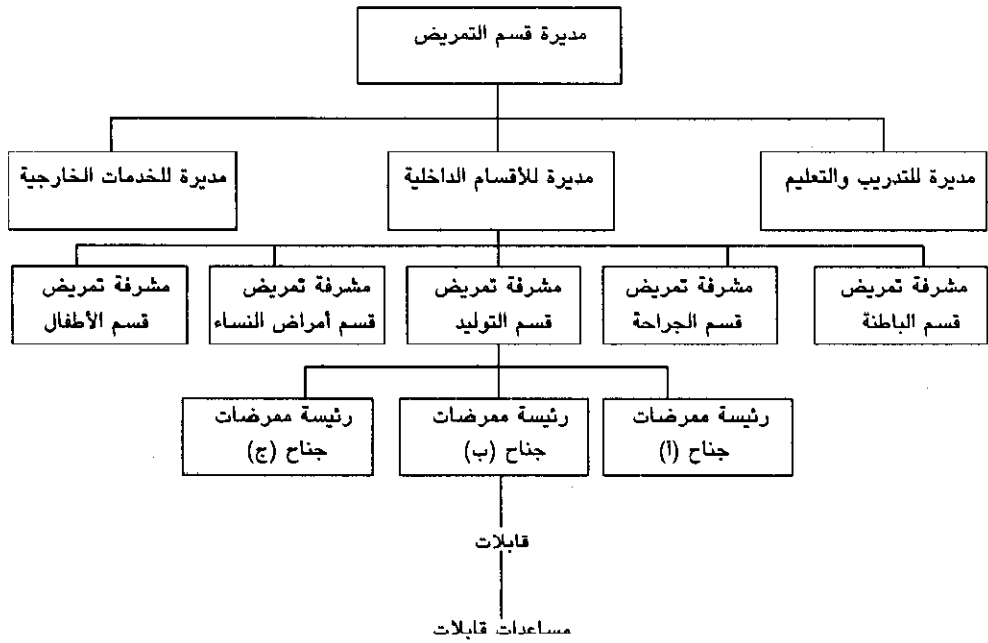 مديرة قسم التمريض
مديرة للتدريب والتعليم
مديرة للأقسام الداخلية
مديرة للخدمات الخارجية
مشرفة تمريض
قسم الباطنة
مشرفة تمريض
قسم الجراحة
مشرفة تمريض
قسم التوليد
مشرفة تمريض
قسم أمراض النساء
مشرفة تمريض
قسم الأطفال
رئيسة ممرضات
جناح (أ)
رئيسة ممرضات
جناح (ب)
رئيسة ممرضات
جناح (ج)
قابلات
مساعدات قابلات